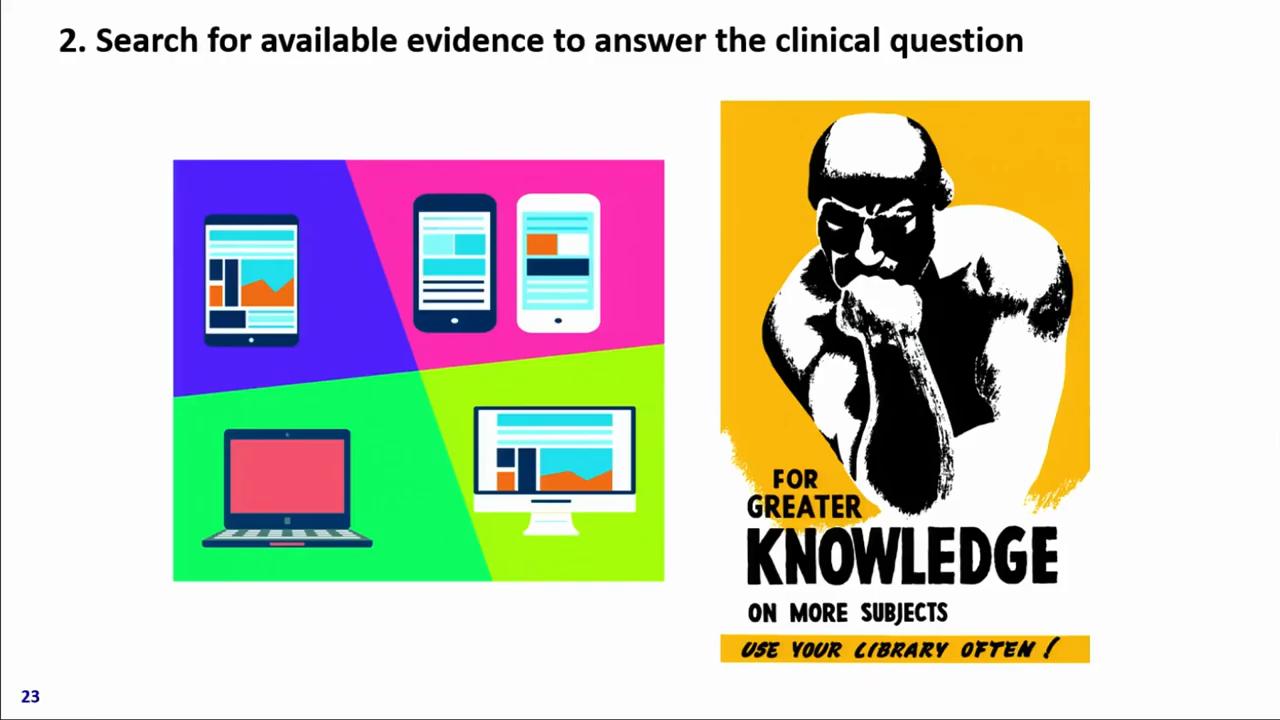 2. Search for available evidence to answer the clinical question
FOR
GREATER
KNOWLEDGE
ON MORE SUBJECTS
USE YOUR LIBRARY OFTEN!
23